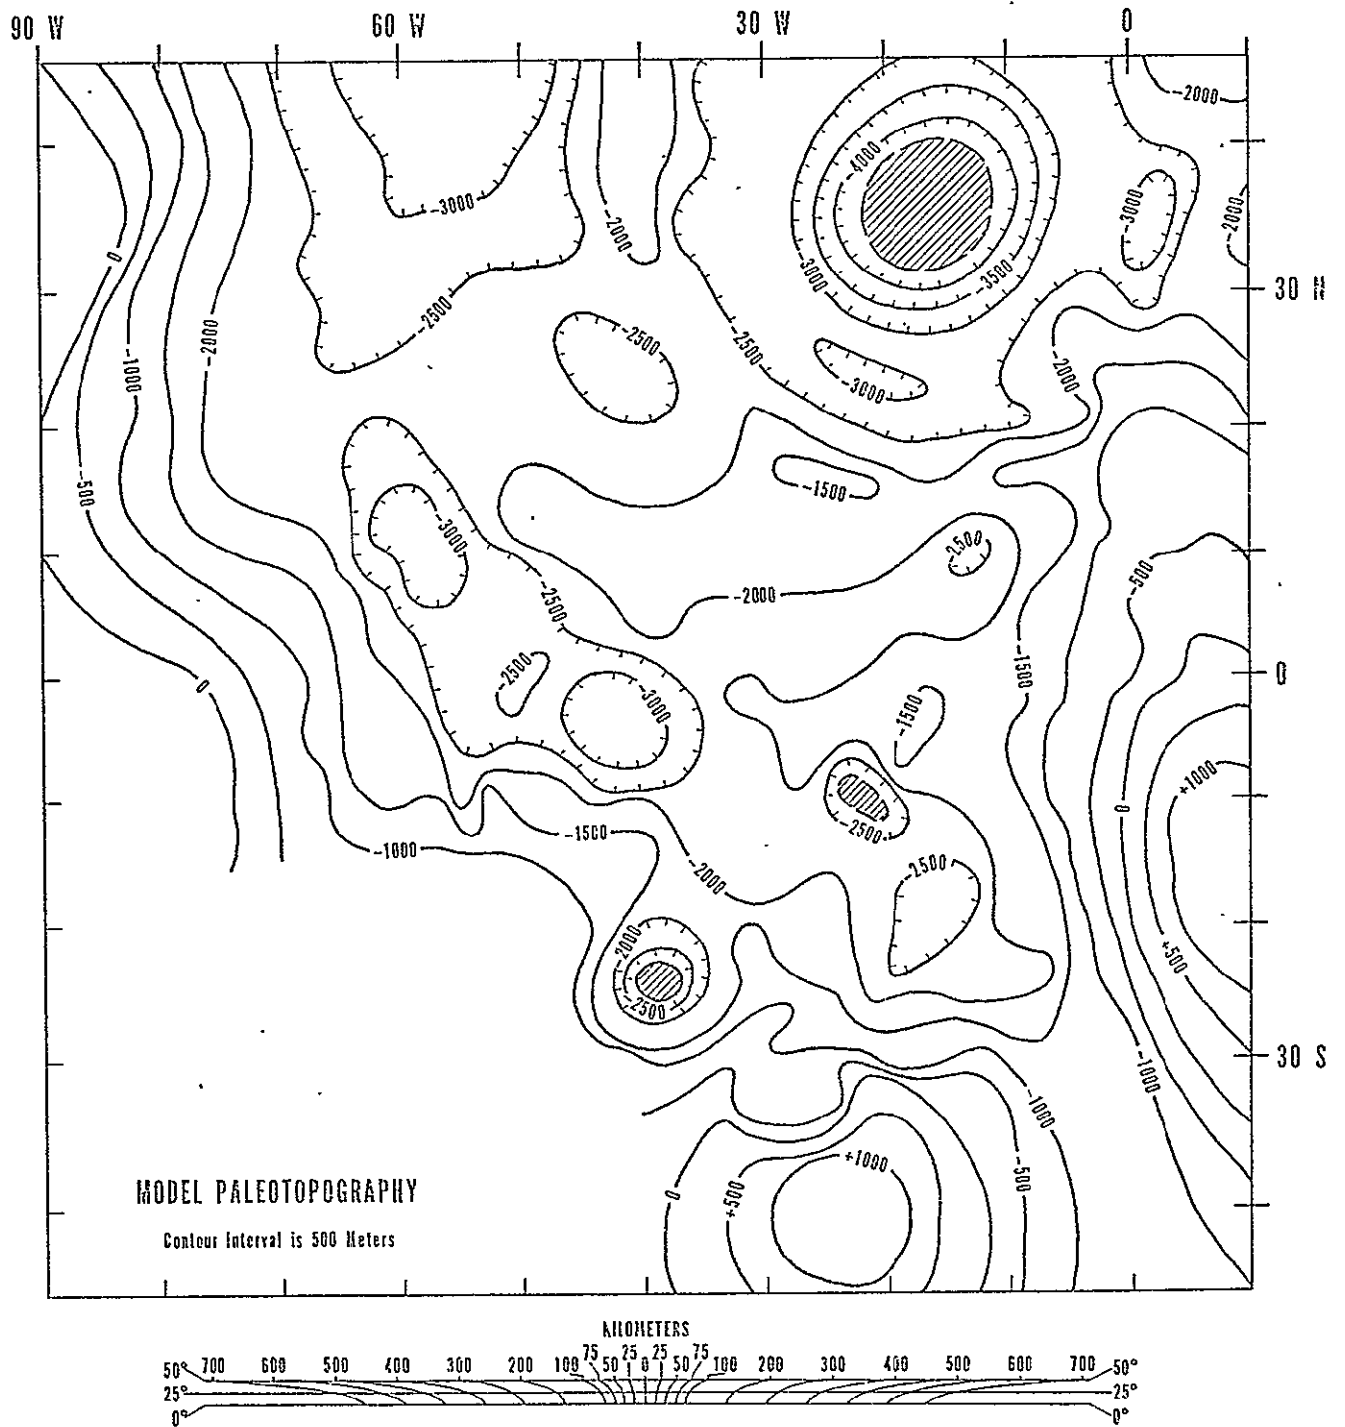 90 W 60 W 30 W 0
-2000
-4000
-3000 -3000
-2000 -2000
0 -3500 30 N
-3000
-2500
-2000 -2500 -2500
-1000 -2000
-3000
-500 -1500
-3000
-2500
-500
-2500 -2000
-2500 -1500 0
0 -3000 -1500
+1000
0
-2500
-1000 -1500
-2000 -2500
-2000
+500
-2500
30 S
-1000
-1000
+1000
-500
0 +500
MODEL PALEOTOPOGRAPHY
Contour Interval is 500 Meters
KILOMETERS
50° 700 600 500 400 300 200 100 75 50 25 0 25 50 75 100 200 300 400 500 600 700 50°
25° 25°
0° 0°